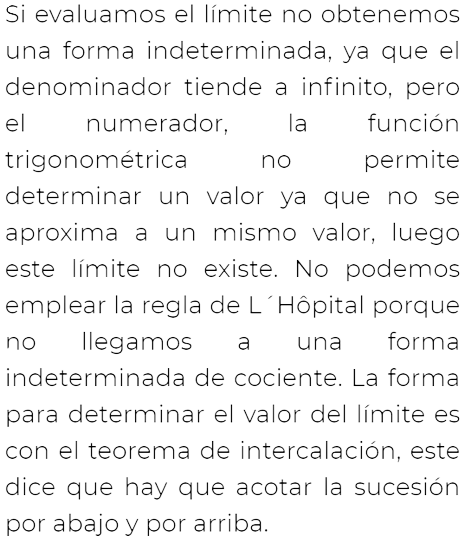 Si evaluamos el límite no obtenemos
una forma indeterminada, ya que el
denominador tiende a infinito, pero
el numerador, la función
trigonométrica no permite
determinar un valor ya que no se
aproxima a un mismo valor, luego
este límite no existe. No podemos
emplear la regla de L´Hôpital porque
no llegamos a una forma
indeterminada de cociente. La forma
para determinar el valor del límite es
con el teorema de intercalación, este
dice que hay que acotar la sucesión
por abajo y por arriba.